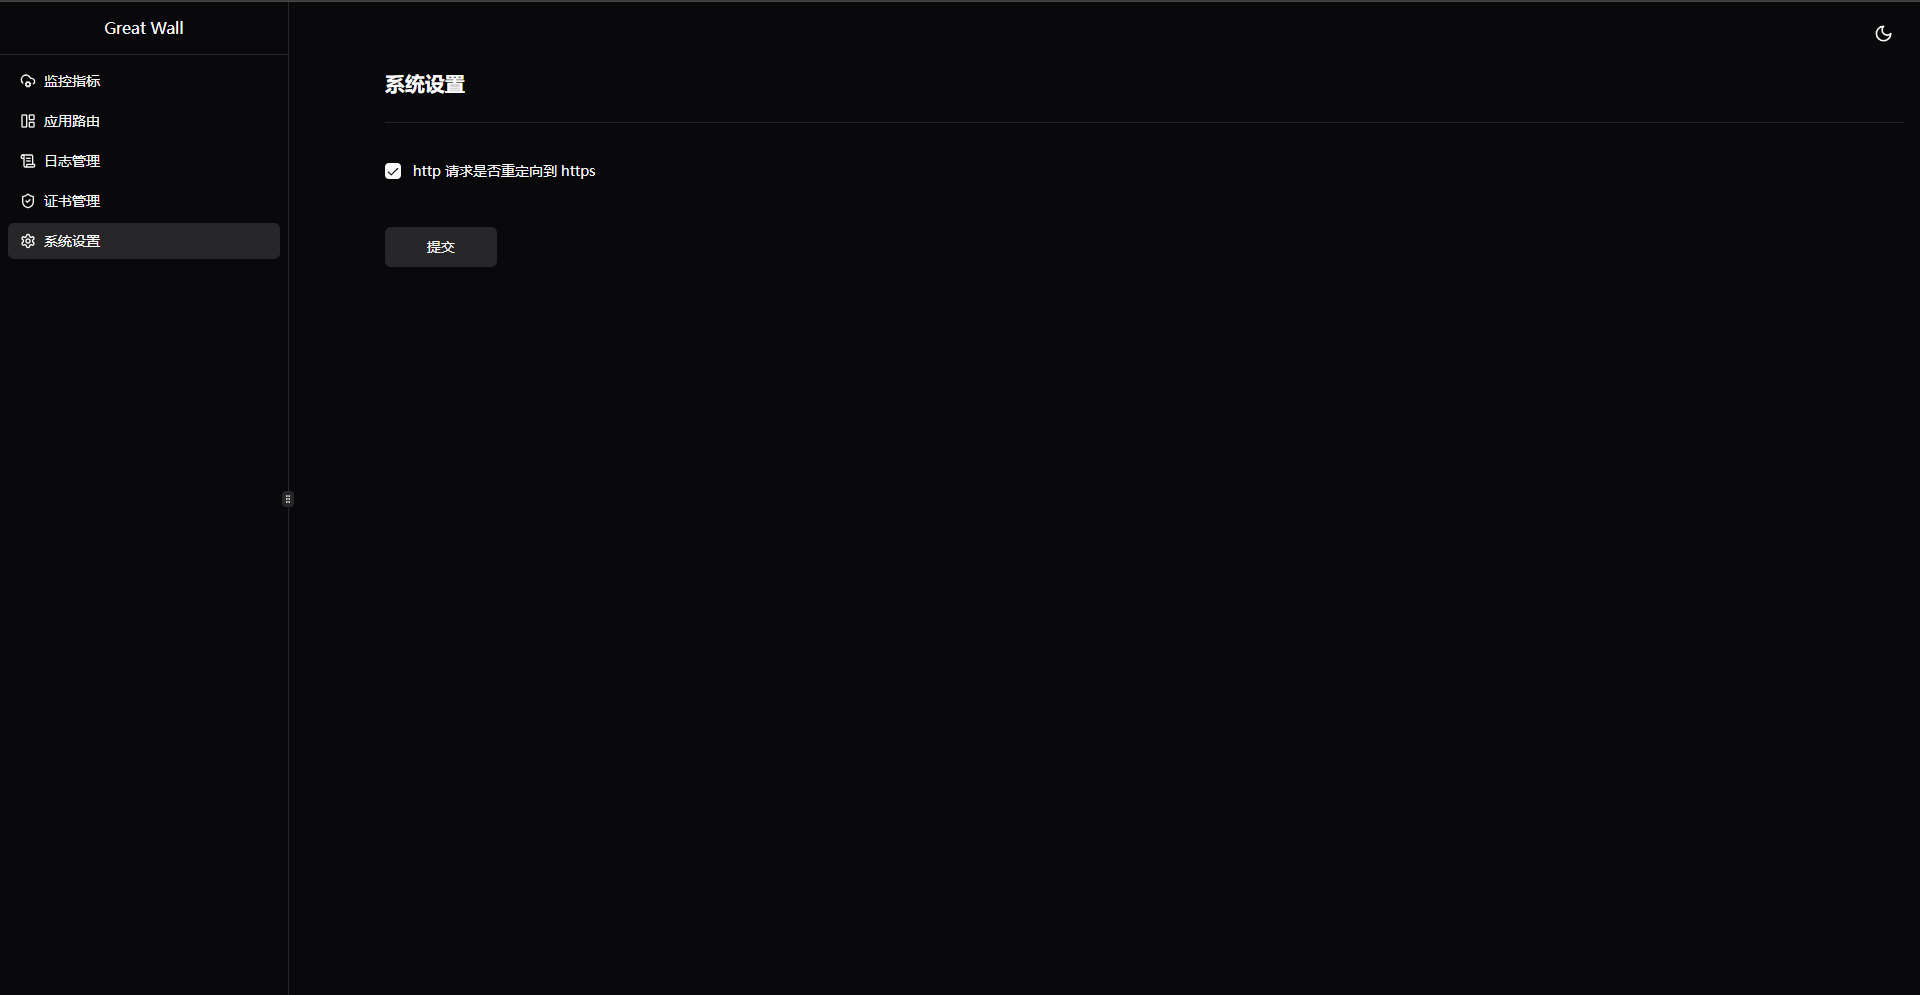 Great Wall
监控指标
应用路由
日志管理
证书管理
系统设置
系统设置
http 请求是否重定向到 https
提交